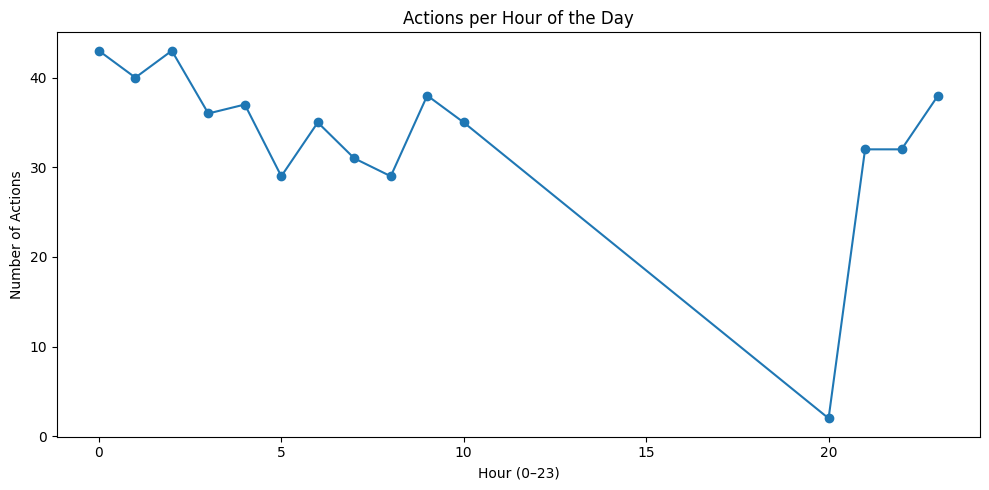 Actions per Hour of the Day
Number of Actions
40
30
20
10
0
0 5 10 15 20
Hour (0–23)